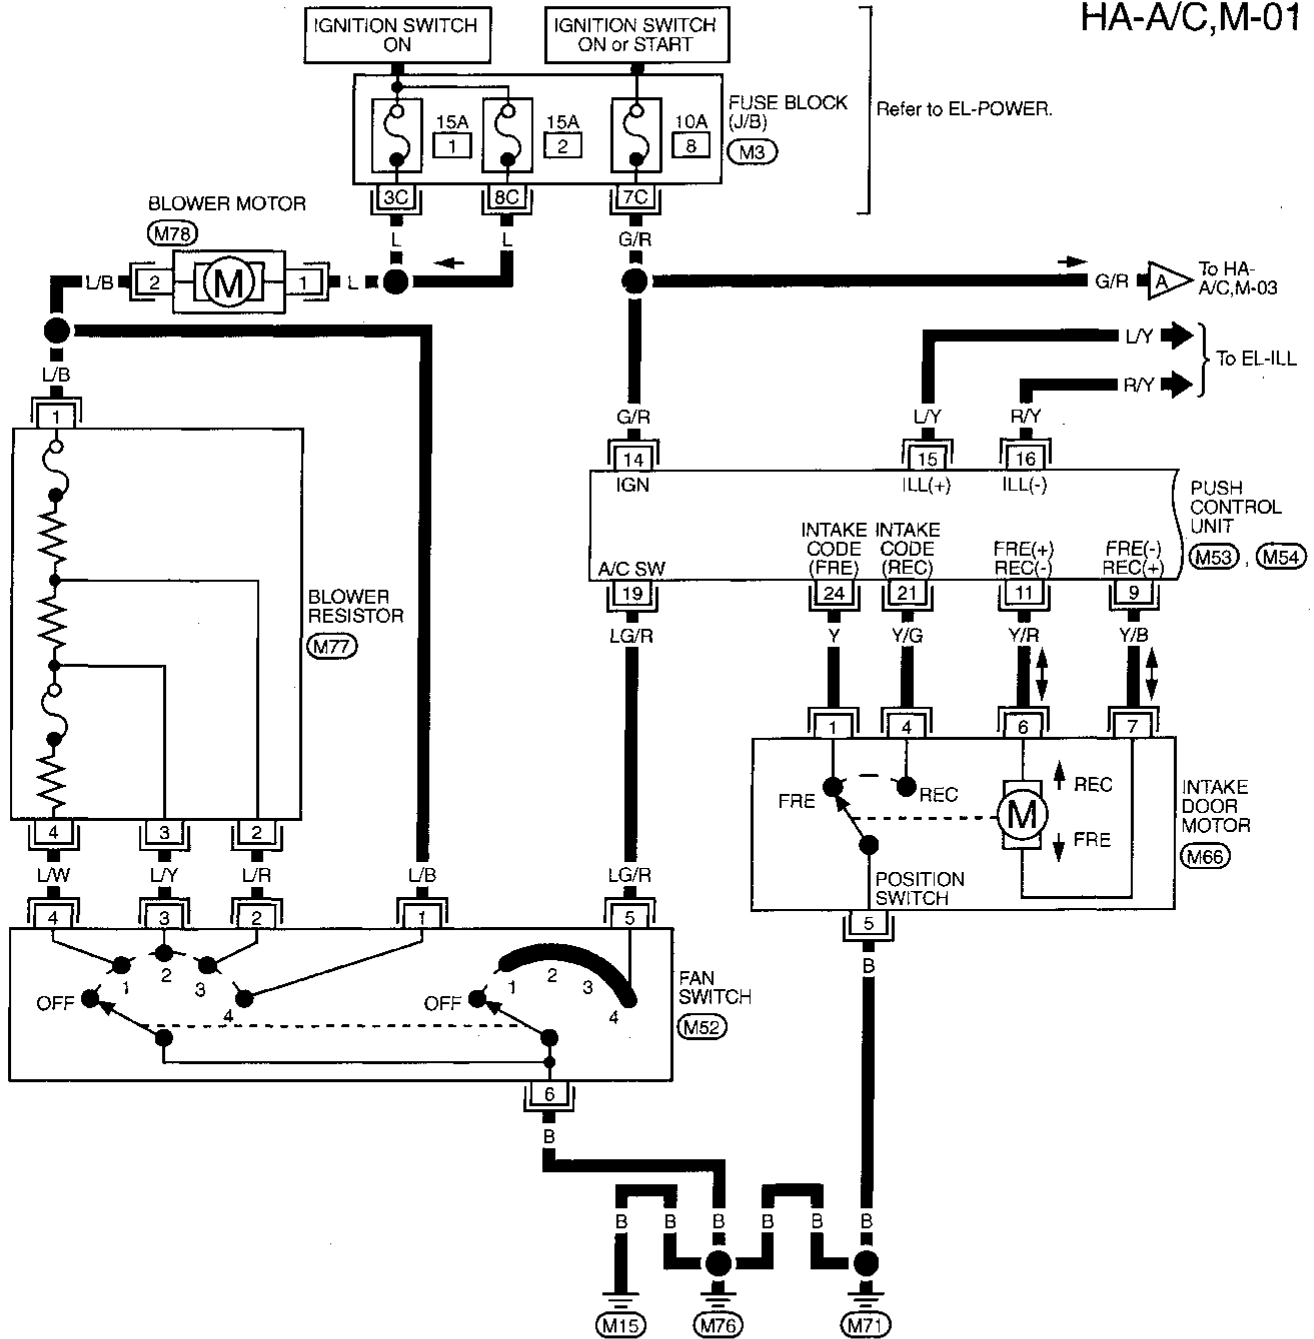 HA-A/C,M-01
IGNITION SWITCH
ON
IGNITION SWITCH
ON or START
FUSE BLOCK
(J/B)
M3
Refer to EL-POWER.
15A
1
15A
2
10A
8
3C
8C
7C
BLOWER MOTOR
M78
L
L
G/R
L/B
2
M
1
L
G/R
A
To HA-
A/C,M-03
L/Y
R/Y
To EL-ILL
L/B
1
G/R
L/Y
R/Y
14
15
16
IGN
ILL(+)
ILL(-)
PUSH
CONTROL
UNIT
M53 , M54
A/C SW
INTAKE
CODE
(FRE)
INTAKE
CODE
(REC)
FRE(+)
REC(-)
FRE(-)
REC(+)
19
24
21
11
9
LG/R
Y
Y/G
Y/R
Y/B
BLOWER
RESISTOR
M77
1
4
6
7
FRE
REC
M
REC
FRE
INTAKE
DOOR
MOTOR
M66
POSITION
SWITCH
5
B
4
3
2
L/W
L/Y
L/R
L/B
LG/R
4
3
2
1
5
OFF
1
2
3
4
OFF
1
2
3
4
FAN
SWITCH
M52
6
B
B
B
B
B
B
B
M15
M76
M71